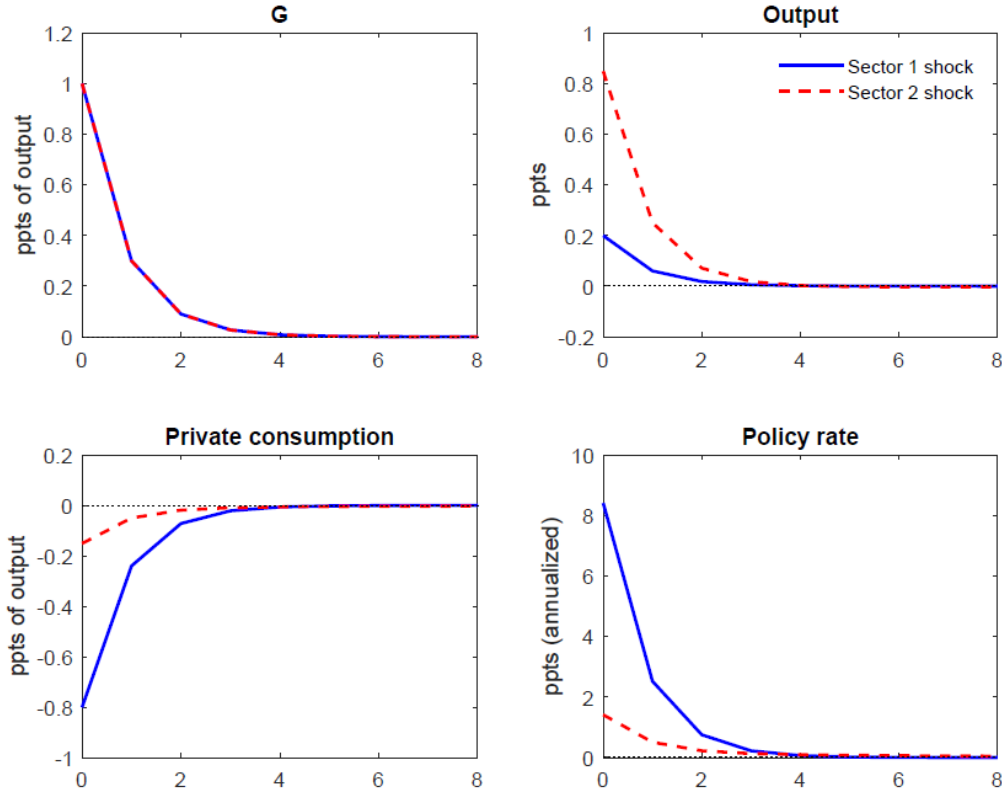 G
1.2
1
0.8
0.6
0.4
0.2
0
0 2 4 6 8
ppts of output
Output
1
0.8
0.6
0.4
0.2
0
-0.2
0 2 4 6 8
ppts
Sector 1 shock
Sector 2 shock
Private consumption
0.2
0
-0.2
-0.4
-0.6
-0.8
-1
0 2 4 6 8
ppts of output
Policy rate
10
8
6
4
2
0
0 2 4 6 8
ppts (annualized)